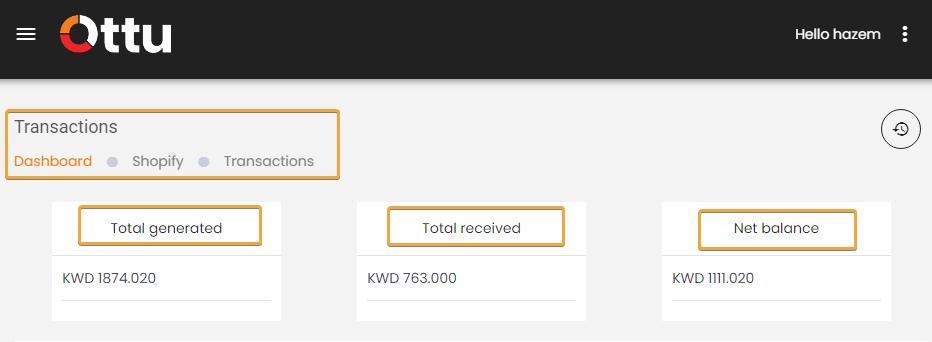 Ottu
Hello hazem
Transactions
Dashboard Shopify Transactions
Total generated
KWD 1874.020
Total received
KWD 763.000
Net balance
KWD 1111.020